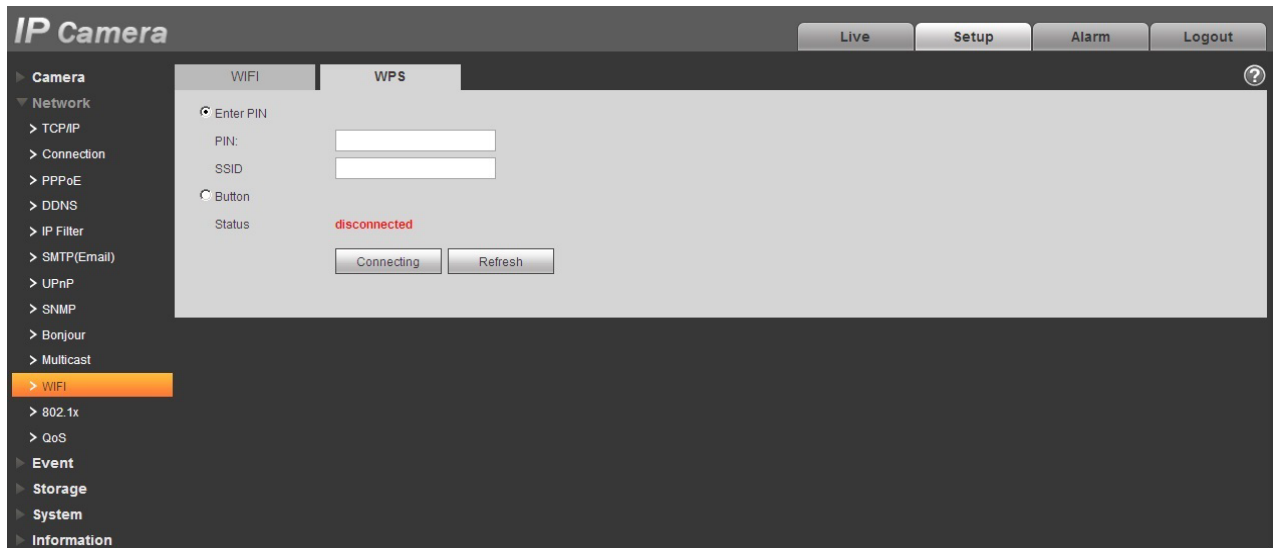 IP Camera
Live Setup Alarm Logout
Camera
Network
> TCP/IP
> Connection
> PPPoE
> DDNS
> IP Filter
> SMTP(Email)
> UPnP
> SNMP
> Bonjour
> Multicast
> WIFI
> 802.1x
> QoS
Event
Storage
System
Information
WIFI WPS
?
Enter PIN
PIN:
SSID
Button
Status disconnected
Connecting Refresh